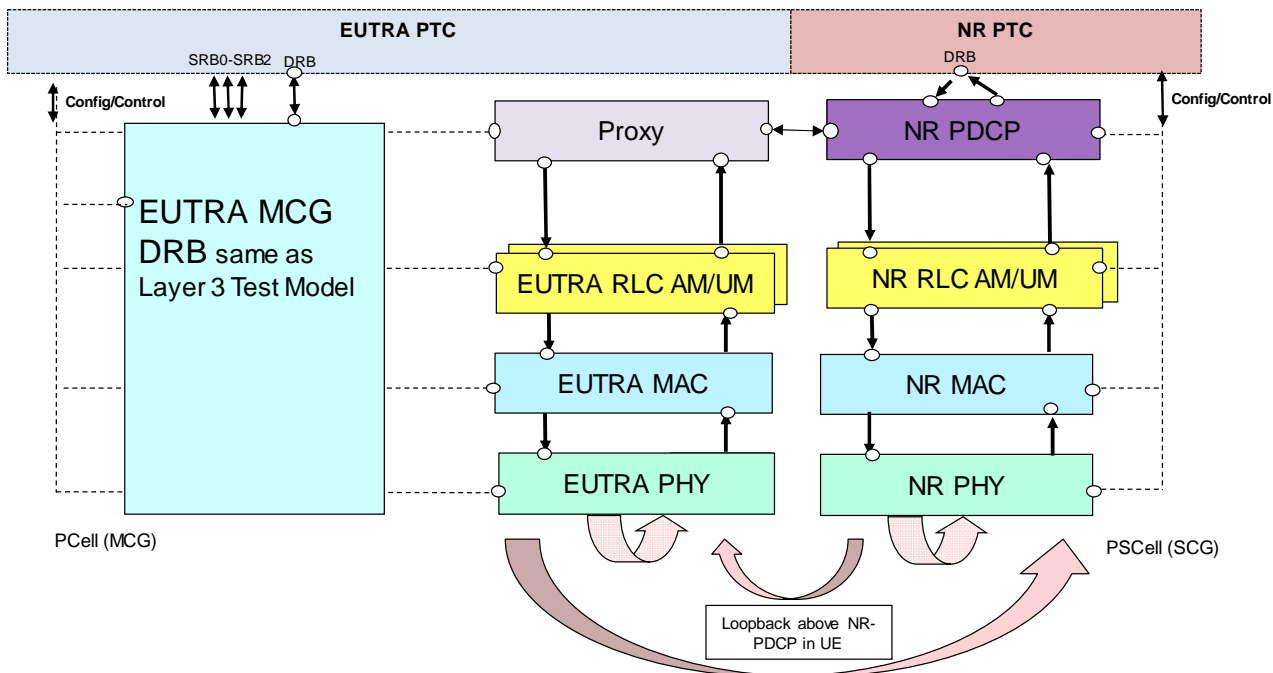 EUTRA PTC
NR PTC
SRB0-SRB2
DRB
DRB
Config/Control
Config/Control
Proxy
NR PDCP
EUTRA MCG
DRB same as
Layer 3 Test Model
EUTRA RLC AM/UM
NR RLC AM/UM
EUTRA MAC
NR MAC
EUTRA PHY
NR PHY
PCell (MCG)
PSCell (SCG)
Loopback above NR-
PDCP in UE